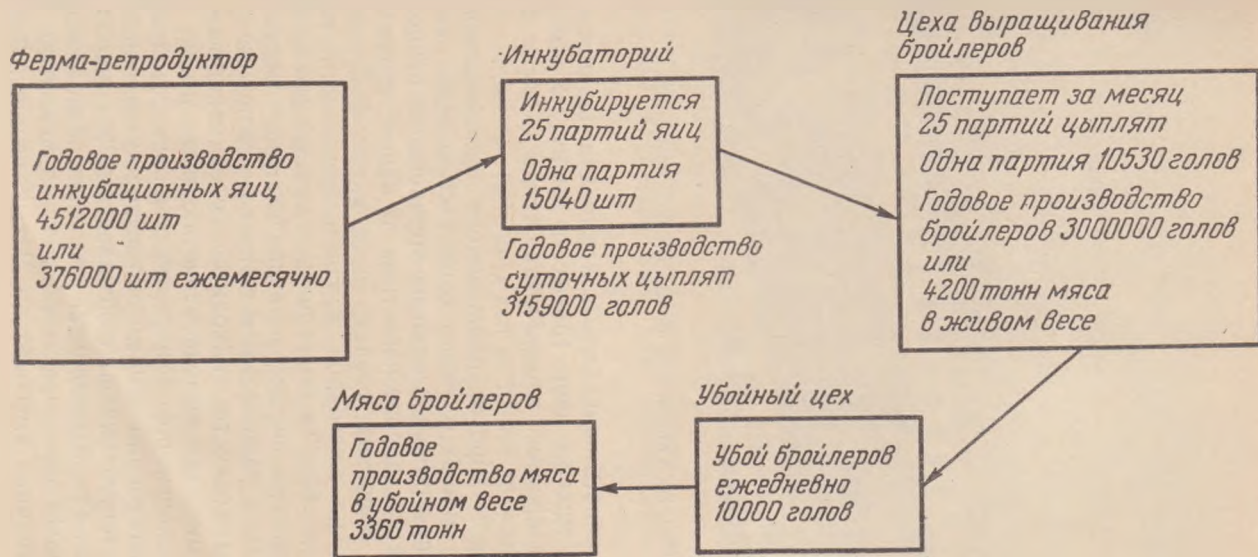 Ферма-репродуктор
Годовое производство
инкубационных яиц
4512000 шт
или
376000 шт ежемесячно
Инкубаторий
Инкубируется
25 партий яиц
Одна партия
15040 шт
Годовое производство
суточных цыплят
3159000 голов
Цеха выращивания
бройлеров
Поступает за месяц
25 партий цыплят
Одна партия 10530 голов
Годовое производство
бройлеров 3000000 голов
или
4200 тонн мяса
в живом весе
Убойный цех
Убой бройлеров
ежедневно
10000 голов
Мясо бройлеров
Годовое
производство мяса
в убойном весе
3360 тонн